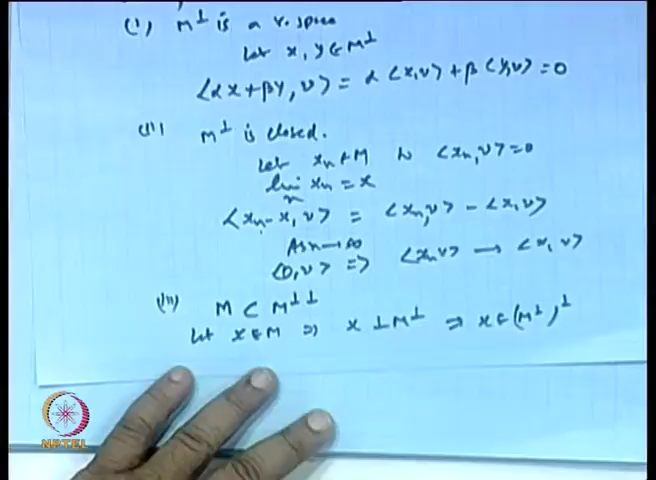 (i) M⊥ is a v. space
Let x, y ∈ M⊥
⟨αx+βy, v⟩ = α⟨x,v⟩ + β⟨y,v⟩ = 0
(ii) M⊥ is closed.
Let xₙ ∈ M ⟨xₙ,v⟩=0
lim xₙ = x
n
⟨xₙ-x, v⟩ = ⟨xₙ,v⟩ - ⟨x,v⟩
As n→∞
⟨0,v⟩ ⇒ ⟨xₙ v⟩ → ⟨x, v⟩
(iii) M ⊂ M⊥⊥
Let x∈M ⇒ x ⊥ M⊥ ⇒ x ∈ (M⊥)⊥
NPTEL